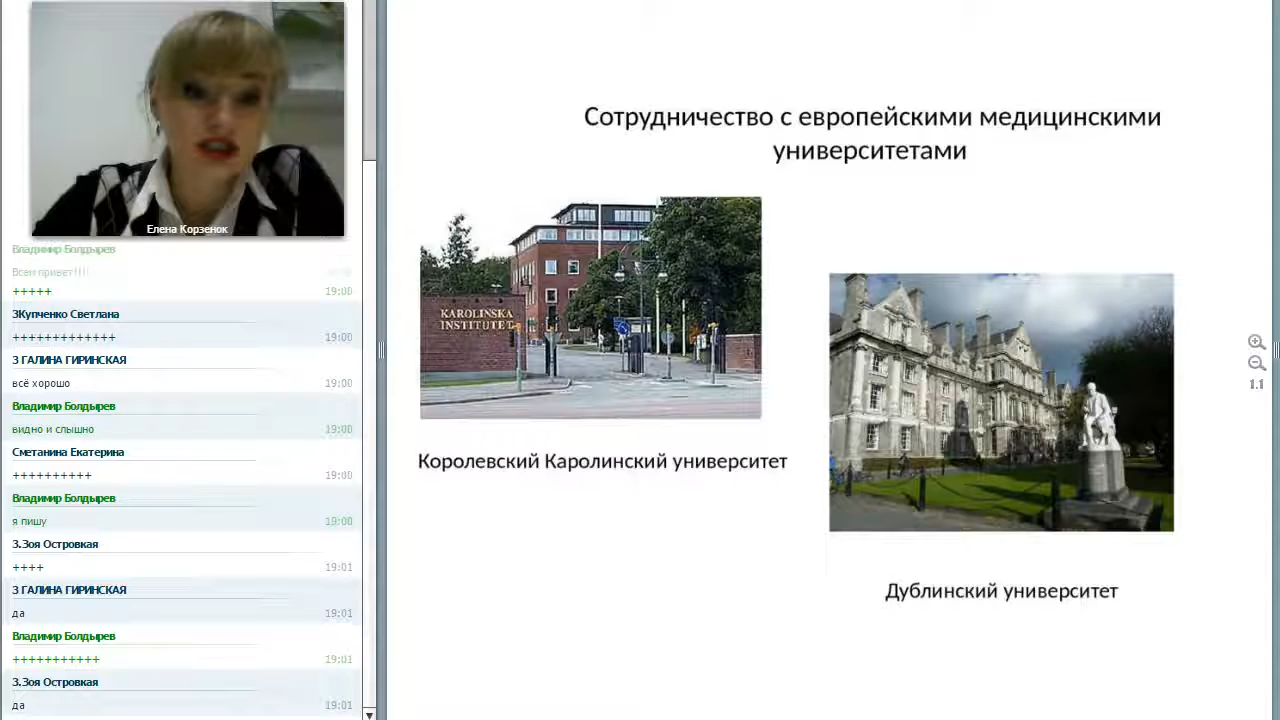 Елена Корзенок
Владимир Болдырев
Всем привет!!!!
+++++ 19:00
3Купченко Светлана
+++++++++++++ 19:00
3 ГАЛИНА ГИРИНСКАЯ
всё хорошо 19:00
Владимир Болдырев
видно и слышно 19:00
Сметанина Екатерина
++++++++++ 19:00
Владимир Болдырев
я пишу 19:00
3.Зоя Островкая
++++ 19:01
3 ГАЛИНА ГИРИНСКАЯ
да 19:01
Владимир Болдырев
+++++++++++ 19:01
3.Зоя Островкая
да 19:01
Сотрудничество с европейскими медицинскими
университетами
KAROLINSKA
INSTITUTET
Королевский Каролинский университет
Дублинский университет
1.1